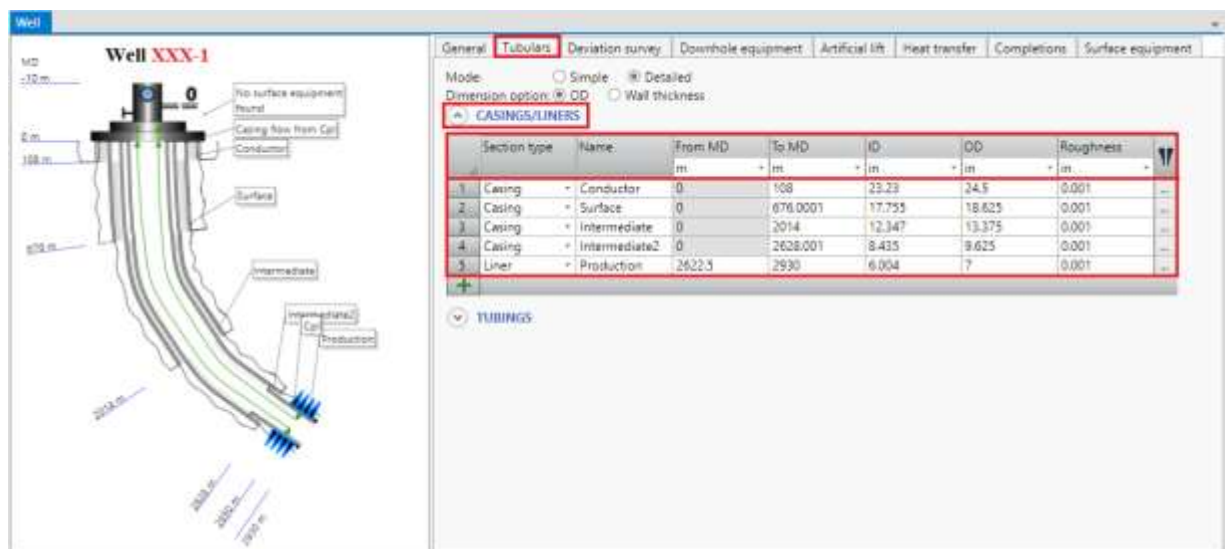 Well
Well XXX-1
MD
-10 m
0 m
108 m
676 m
2014 m
2628 m
2930 m
0
No surface equipment found
Casing flow from Cpl
Conductor
Surface
Intermediate
Intermediate2
Cpl
Production
General Tubulars Deviation survey Downhole equipment Artificial lift Heat transfer Completions Surface equipment
Mode: Simple Detailed
Dimension option: OD Wall thickness
CASINGS/LINERS
Section type Name From MD To MD ID OD Roughness
m m in in in
1 Casing Conductor 0 108 23.23 24.5 0.001 ...
2 Casing Surface 0 676.0001 17.755 18.625 0.001 ...
3 Casing Intermediate 0 2014 12.347 13.375 0.001 ...
4 Casing Intermediate2 0 2628.001 8.435 9.625 0.001 ...
5 Liner Production 2622.5 2930 6.004 7 0.001 ...
TUBINGS